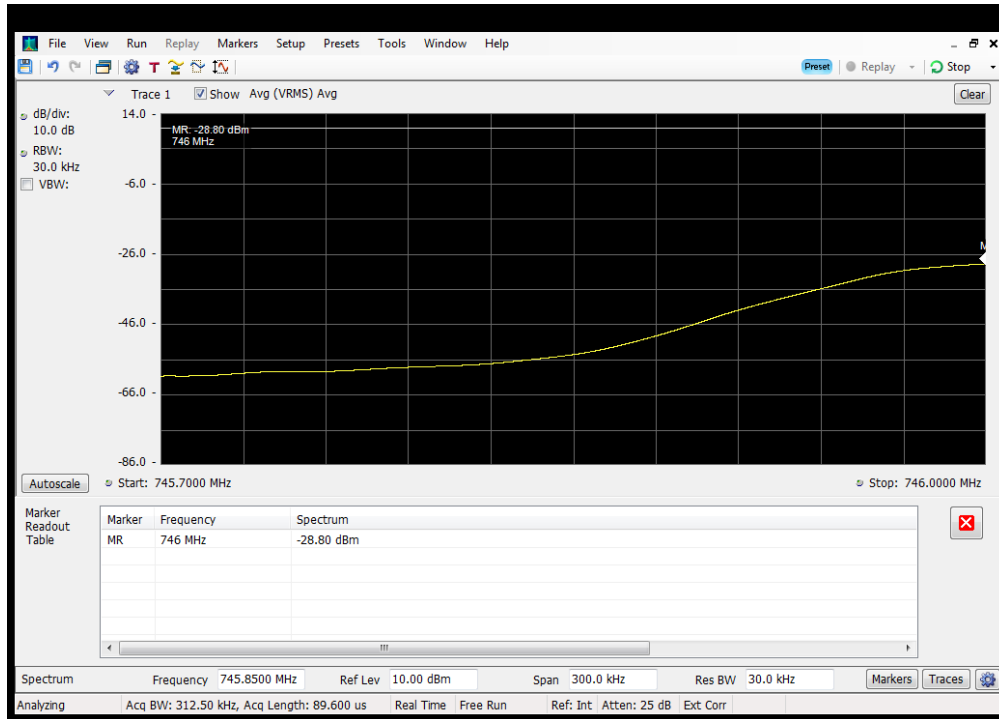 File View Run Replay Markers Setup Presets Tools Window Help
T Preset Replay Stop
Trace 1 Show Avg (VRMS) Avg Clear
dB/div: 14.0
10.0 dB MR: -28.80 dBm
746 MHz
RBW:
30.0 kHz
VBW: -6.0
-26.0 M
-46.0
-66.0
-86.0
Autoscale Start: 745.7000 MHz Stop: 746.0000 MHz
Marker Readout Table
Marker Frequency Spectrum
MR 746 MHz -28.80 dBm
Spectrum Frequency 745.8500 MHz Ref Lev 10.00 dBm Span 300.0 kHz Res BW 30.0 kHz Markers Traces
Analyzing Acq BW: 312.50 kHz, Acq Length: 89.600 us Real Time Free Run Ref: Int Atten: 25 dB Ext Corr